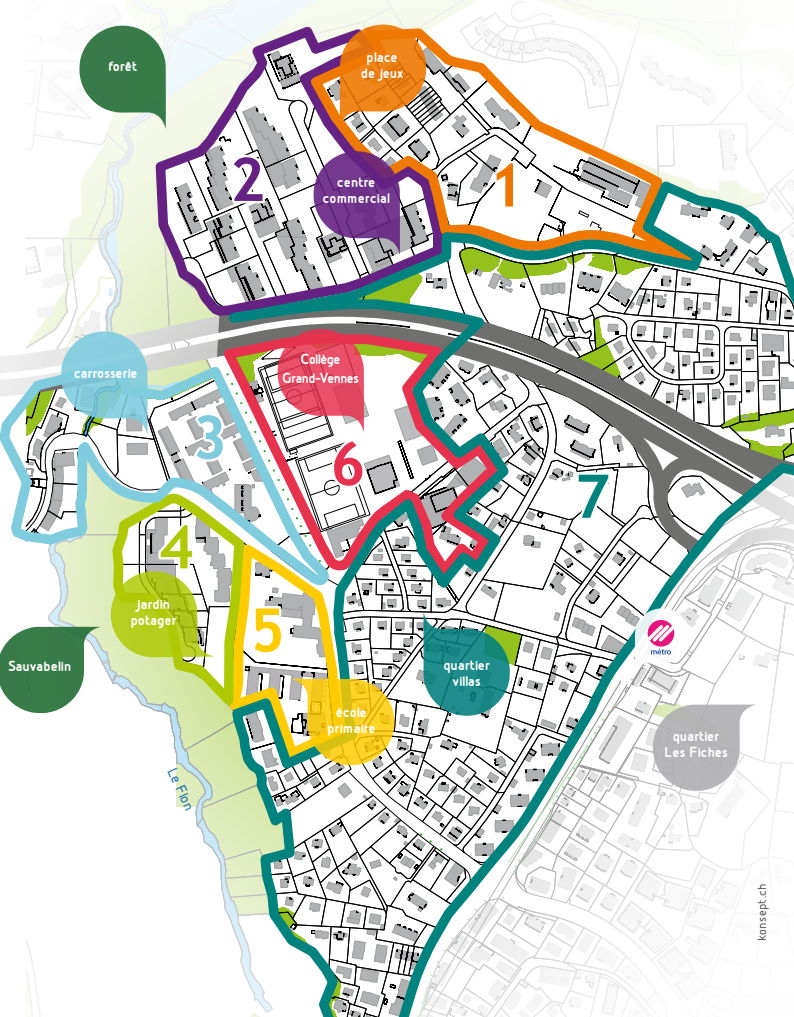 forêt
place
de jeux
2
centre
commercial
1
carrosserie
Collège
Grand-Vennes
3
6
7
4
jardin
potager
5
métro
Sauvabelin
quartier
villas
école
primaire
quartier
Les Fiches
Le Flon
konsept.ch